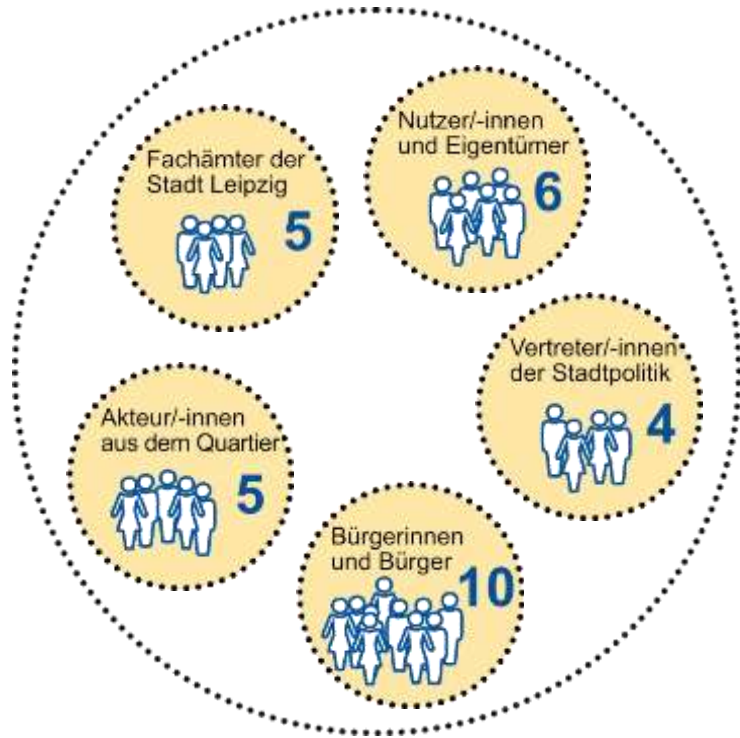 Fachämter der
Stadt Leipzig
5
Nutzer/-innen
und Eigentümer
6
Vertreter/-innen
der Stadtpolitik
4
Akteur/-innen
aus dem Quartier
5
Bürgerinnen
und Bürger
10